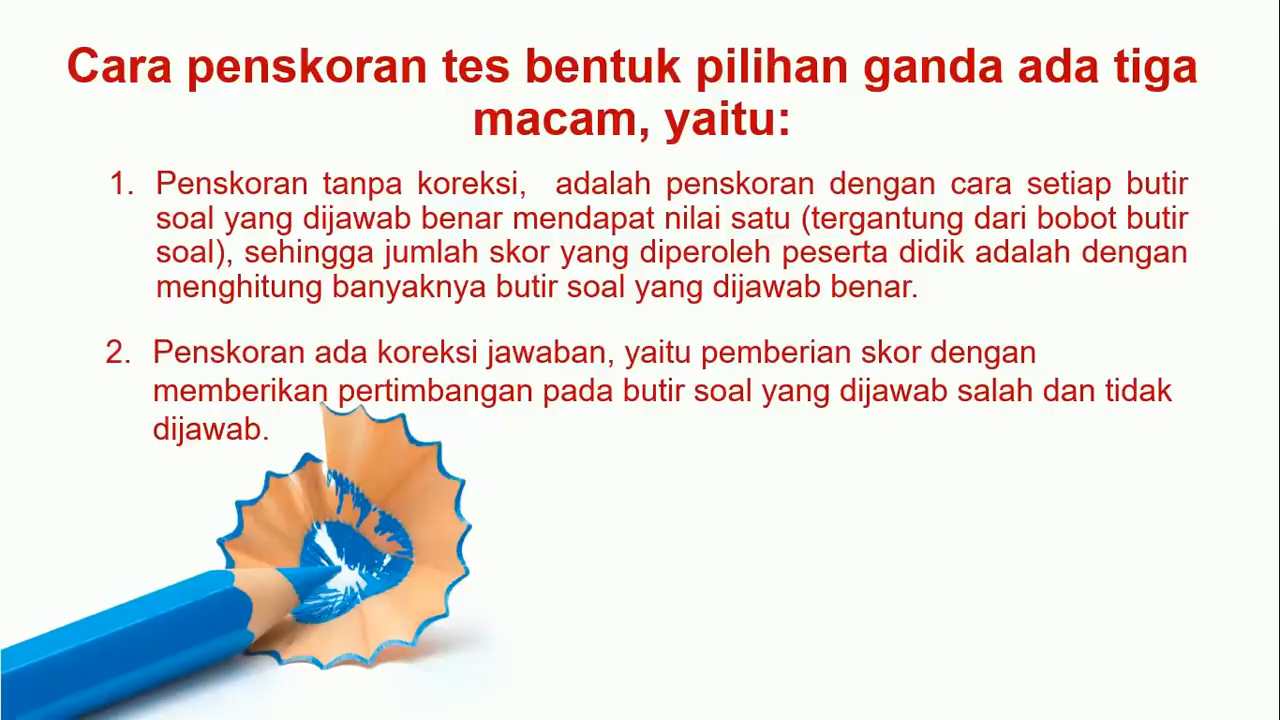 Cara penskoran tes bentuk pilihan ganda ada tiga
macam, yaitu:
1. Penskoran tanpa koreksi, adalah penskoran dengan cara setiap butir
soal yang dijawab benar mendapat nilai satu (tergantung dari bobot butir
soal), sehingga jumlah skor yang diperoleh peserta didik adalah dengan
menghitung banyaknya butir soal yang dijawab benar.
2. Penskoran ada koreksi jawaban, yaitu pemberian skor dengan
memberikan pertimbangan pada butir soal yang dijawab salah dan tidak
dijawab.